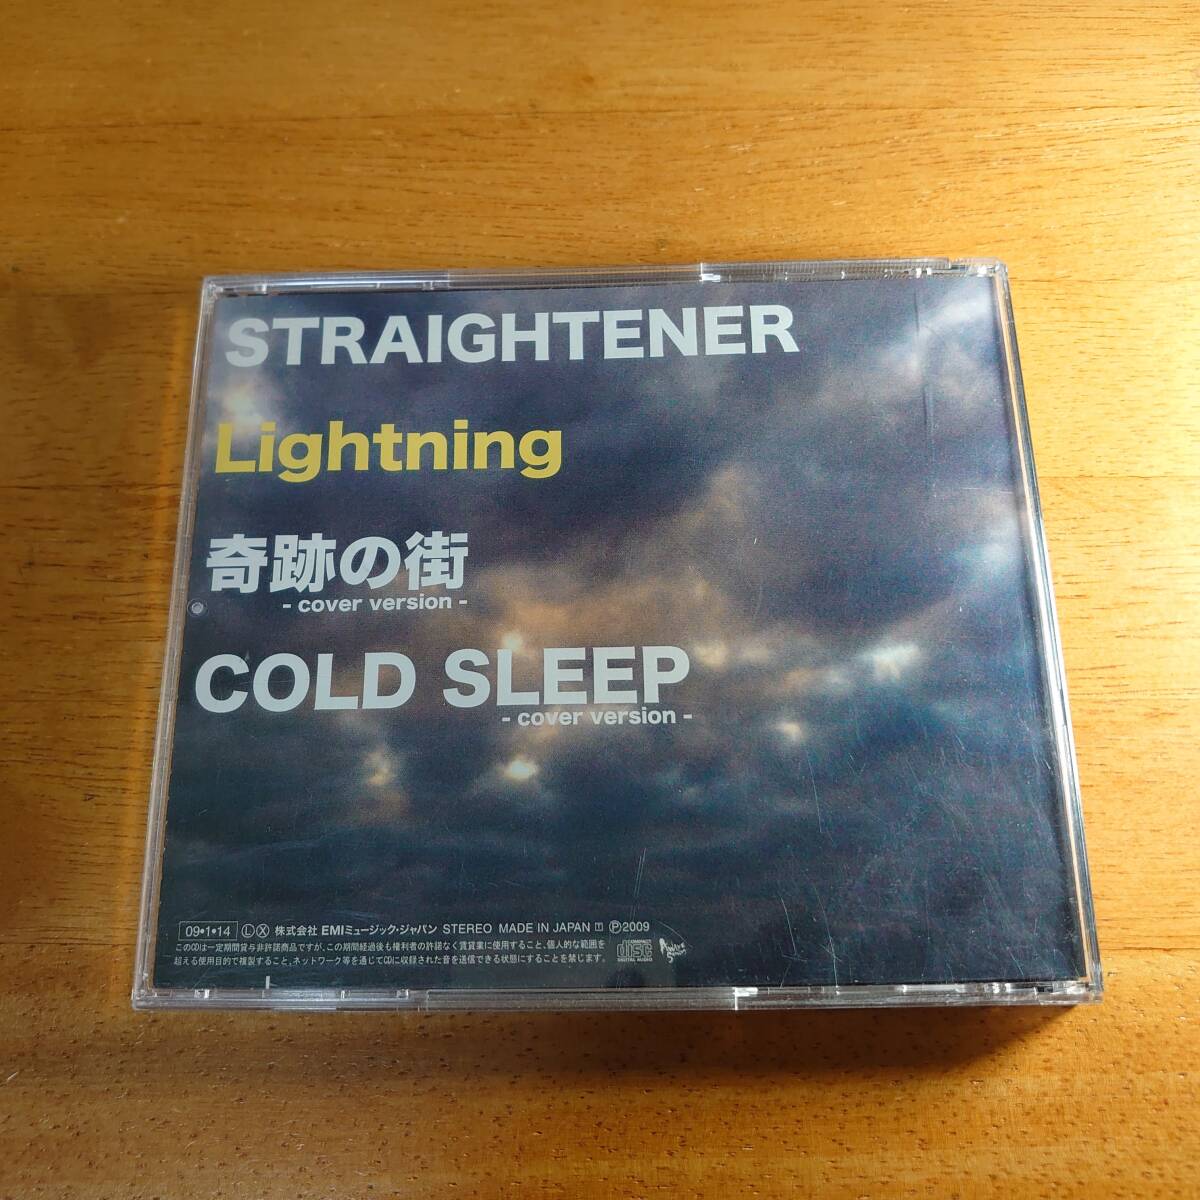 STRAIGHTENER
Lightning
奇跡の街
- cover version -
COLD SLEEP
- cover version -
09•1•14 Ⓛ Ⓧ 株式会社 EMIミュージック・ジャパン STEREO MADE IN JAPAN Ⓣ Ⓟ2009
このCDは一定期間貸与非許諾商品ですが、この期間経過後も権利者の許諾なく賃貸業に使用すること、個人的な範囲を
超える使用目的で複製すること、ネットワーク等を通じてCDに収録された音を送信できる状態にすることを禁じます。
COMPACT
disc
DIGITAL AUDIO